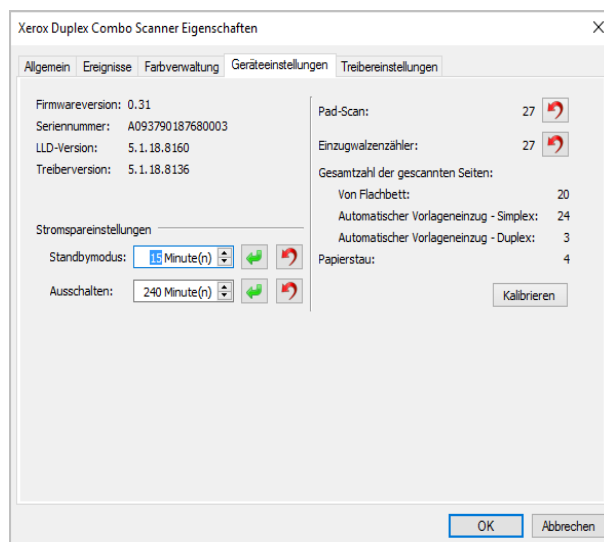 Xerox Duplex Combo Scanner Eigenschaften
Allgemein Ereignisse Farbverwaltung Geräteeinstellungen Treibereinstellungen
Firmwareversion: 0.31
Seriennummer: A093790187680003
LLD-Version: 5.1.18.8160
Treiberversion: 5.1.18.8136
Stromspareinstellungen
Standbymodus: 15 Minute(n)
Ausschalten: 240 Minute(n)
Pad-Scan: 27
Einzugwalzenzähler: 27
Gesamtzahl der gescannten Seiten:
Von Flachbett: 20
Automatischer Vorlageneinzug - Simplex: 24
Automatischer Vorlageneinzug - Duplex: 3
Papierstau: 4
Kalibrieren
OK Abbrechen